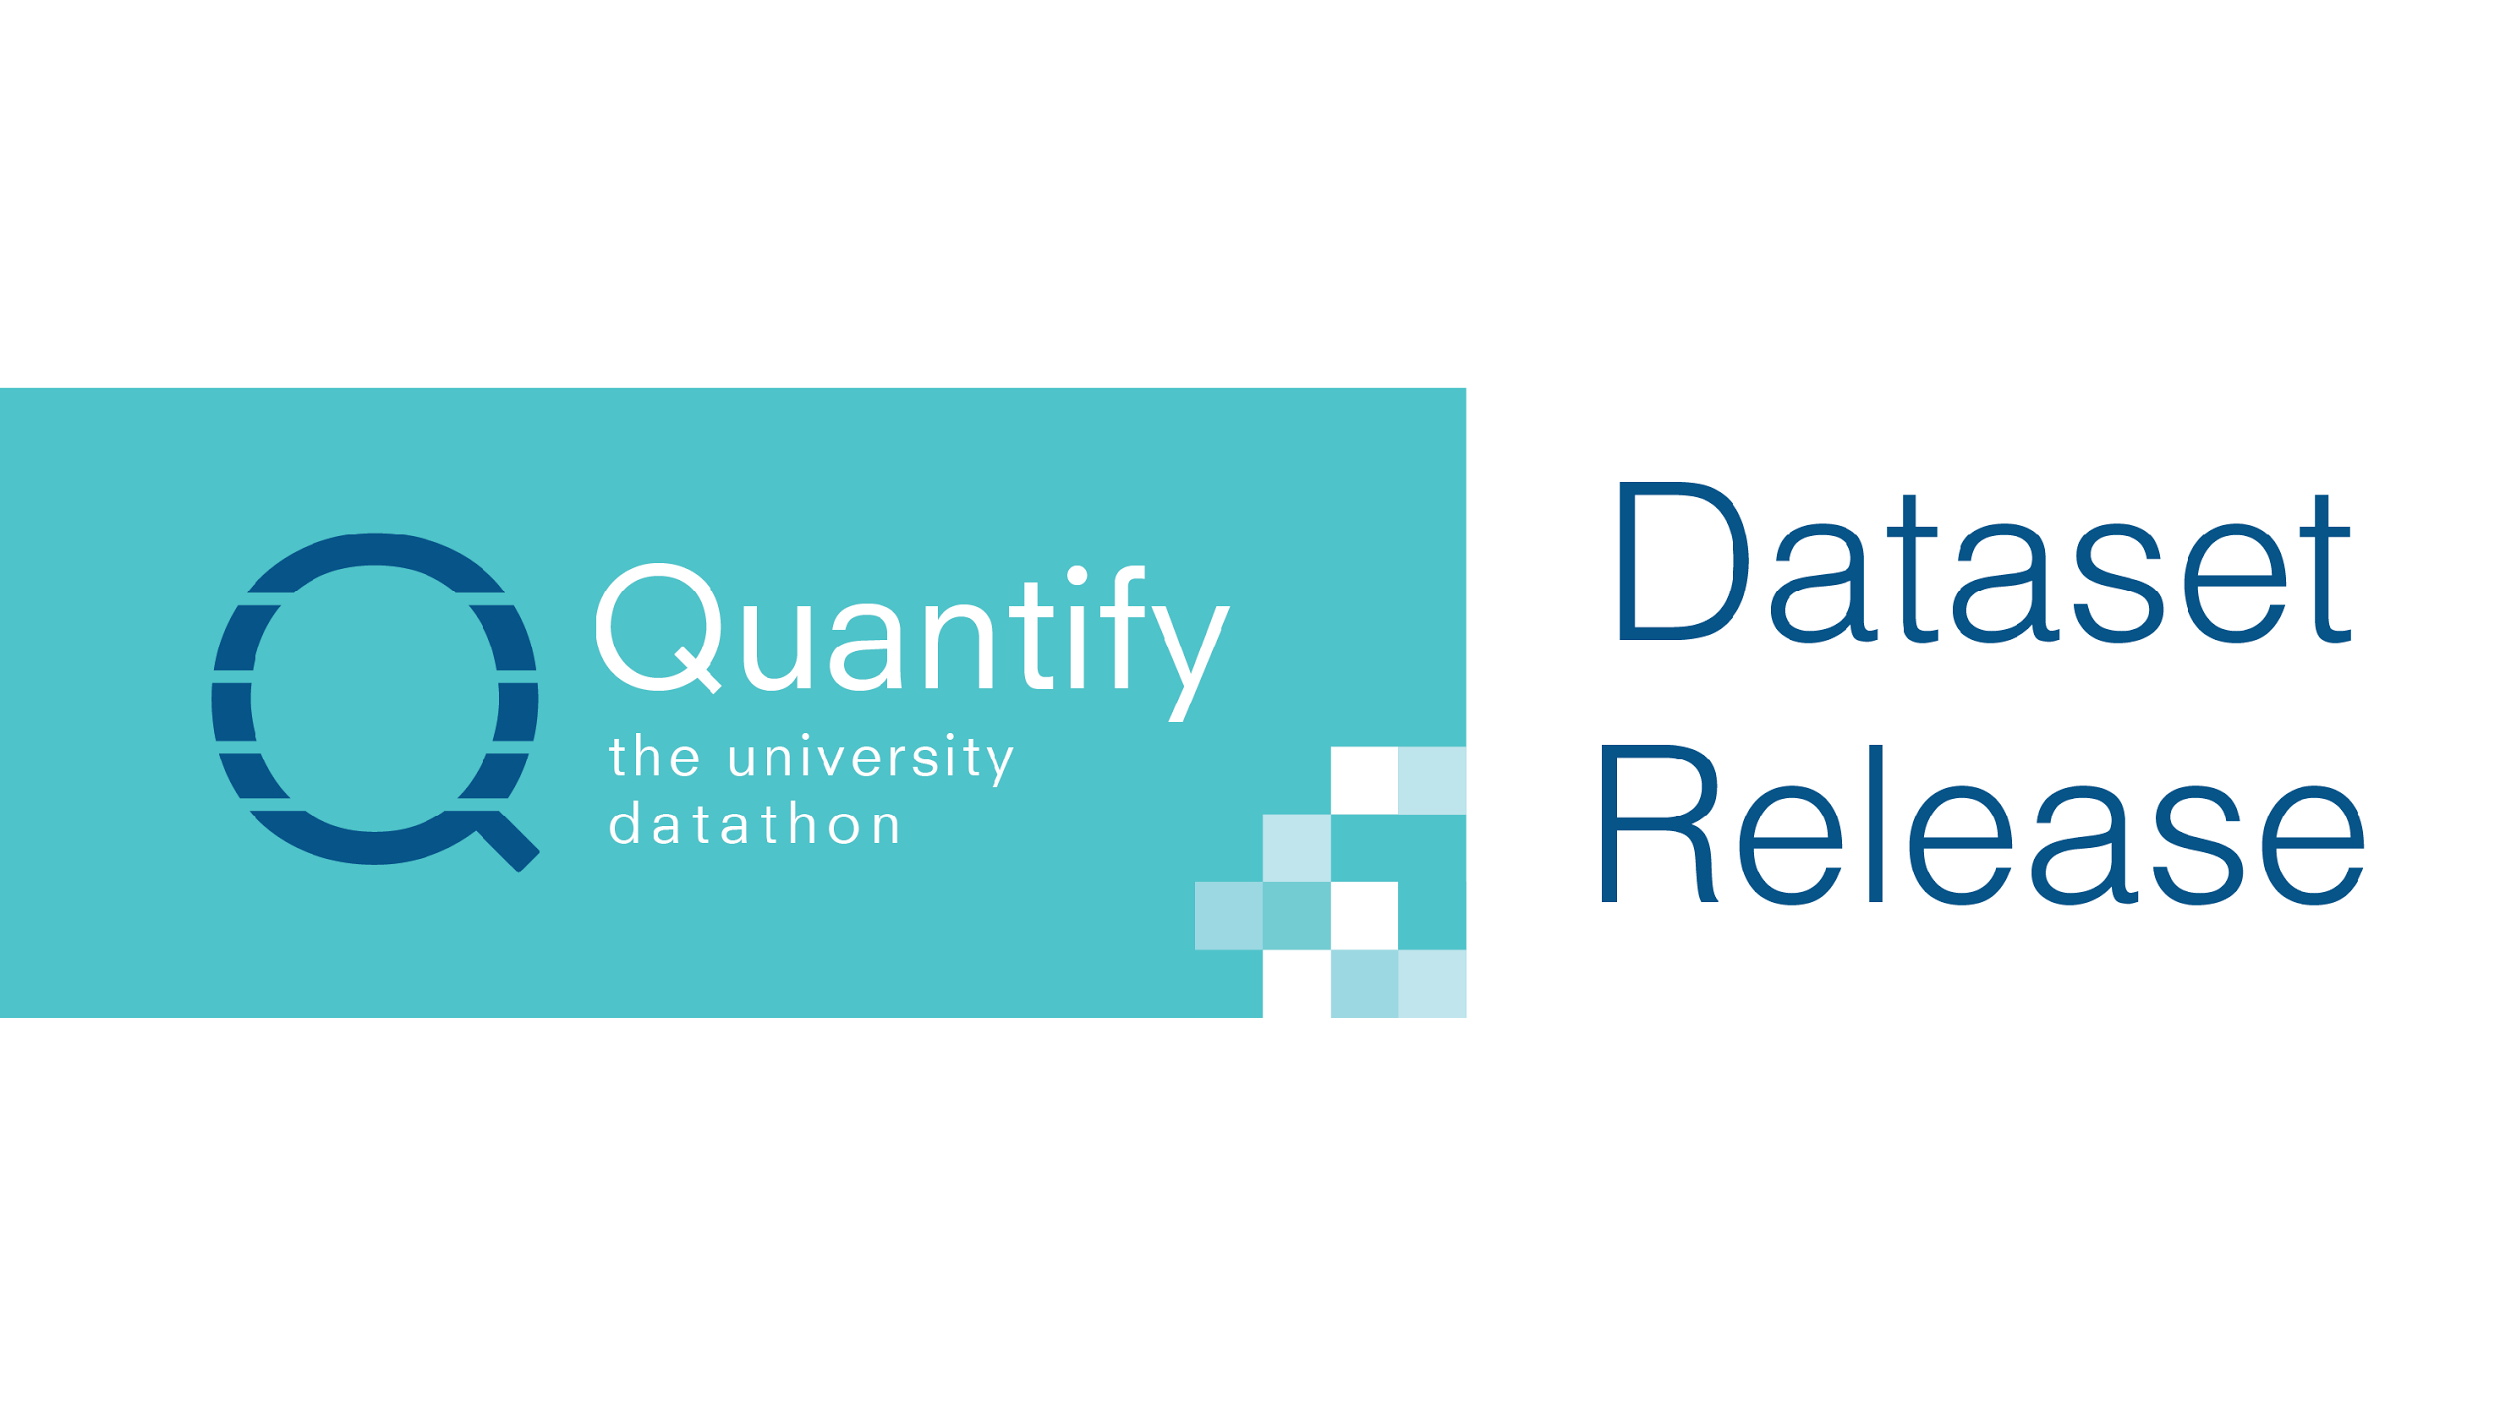 Quantify
the university
datathon
Dataset
Release